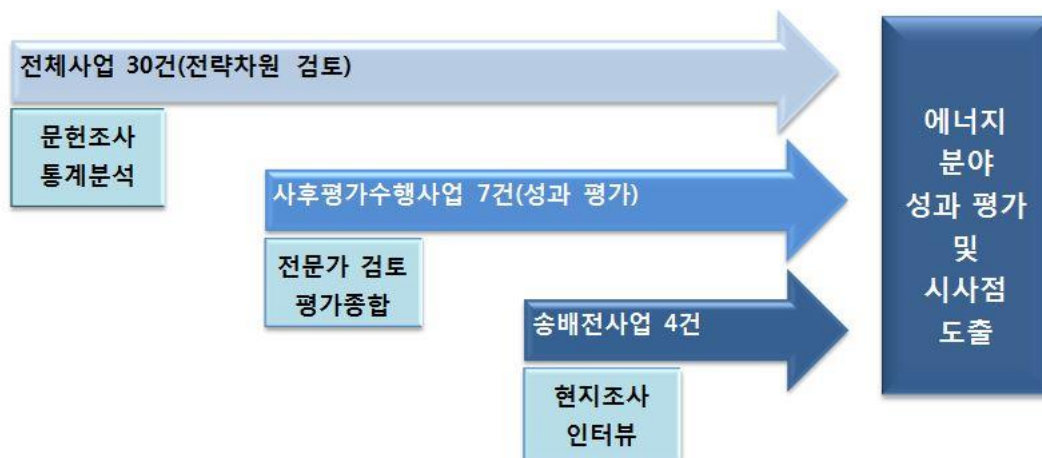 전체사업 30건(전략차원 검토)
문헌조사
통계분석
사후평가수행사업 7건(성과 평가)
전문가 검토
평가종합
송배전사업 4건
현지조사
인터뷰
에너지
분야
성과 평가
및
시사점
도출